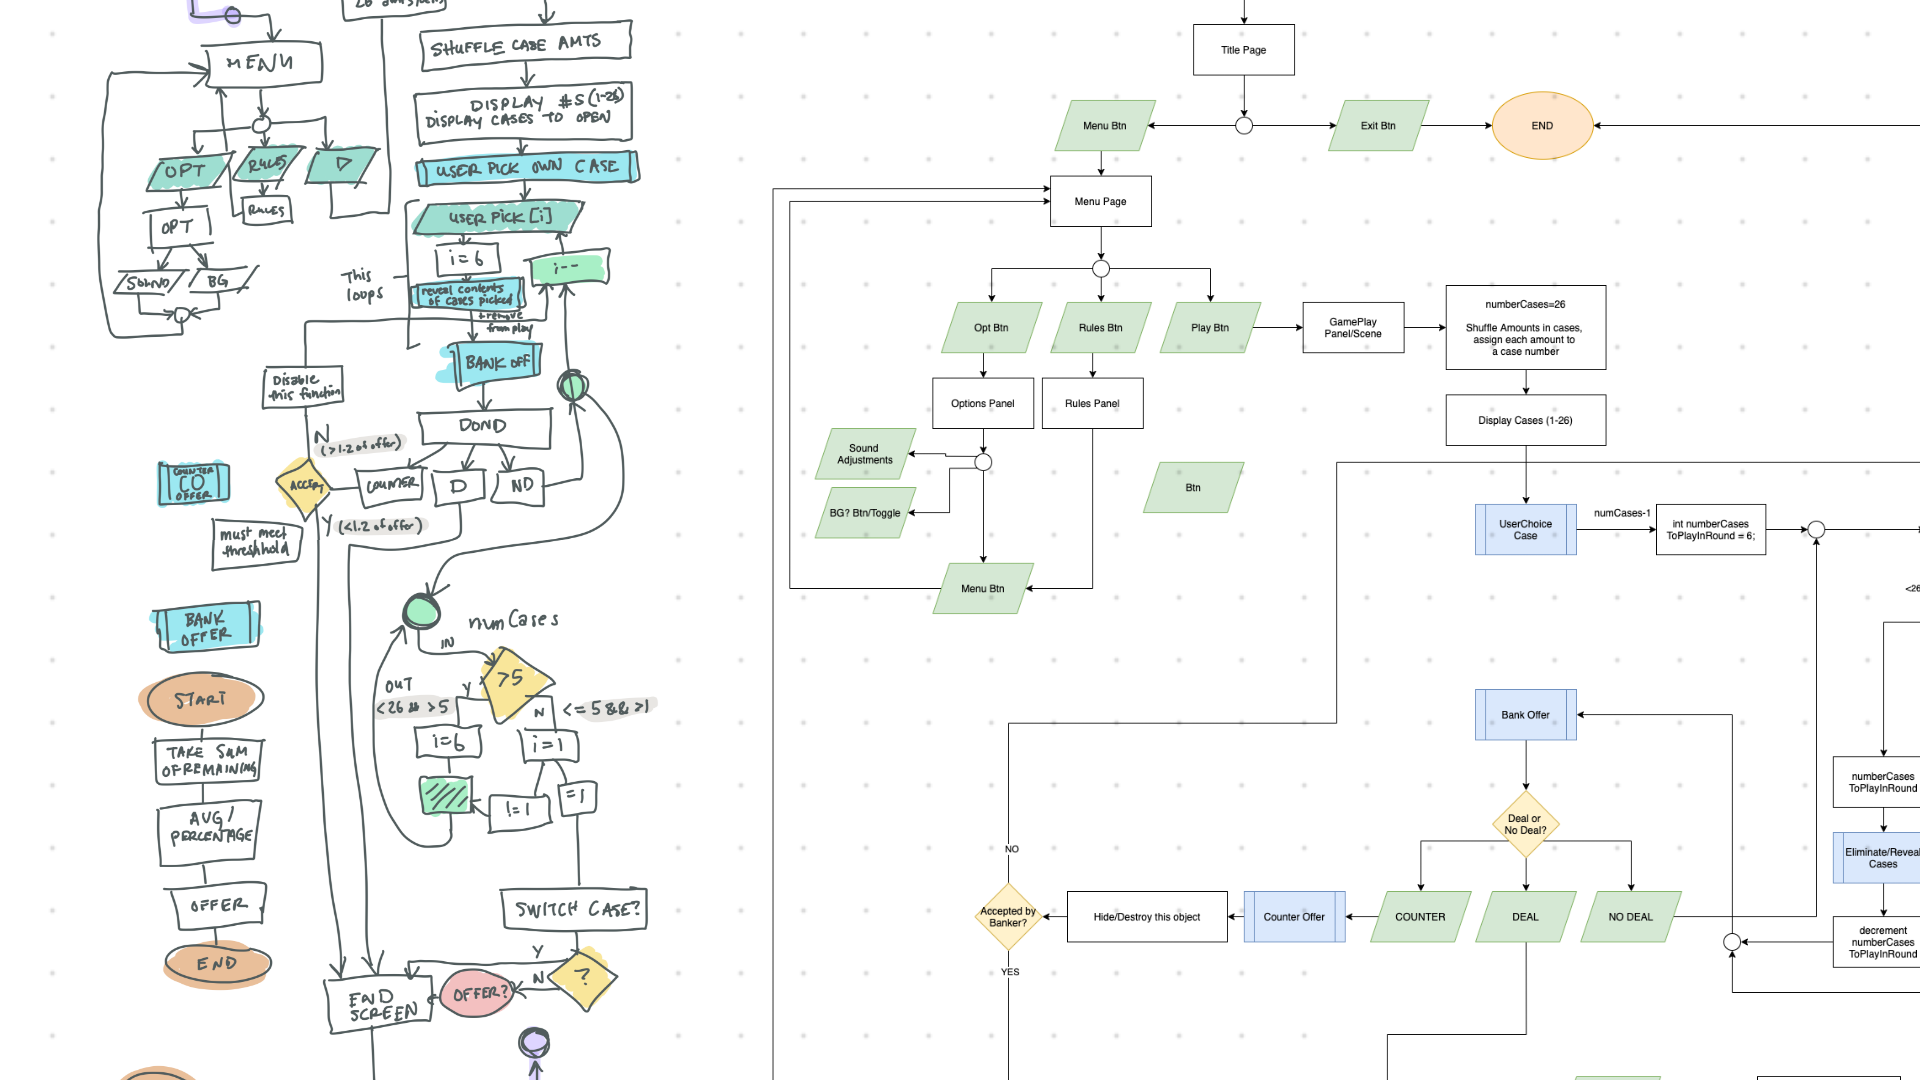 MENU
OPT
RULES
RULES
OPT
SOUND
BG
SHUFFLE CASE AMTS
DISPLAY #S (1-26)
DISPLAY CASES TO OPEN
USER PICK OWN CASE
USER PICK [i]
i=6
i--
This
loops
reveal contents
of cases picked
+remove
from play
BANK OFF
Disable
this function
DOND
N
(>1.2 of offer)
COUNTER
CO
OFFER
ACCEPT
COUNTER
D
ND
Y (<1.2 of offer)
must meet
threshhold
BANK
OFFER
numCases
IN
>5
OUT
Y
<26 && >5
N
<= 5 && >1
START
TAKE SUM
OF REMAINING
i=6
i=1
!=1
=1
AVG/
PERCENTAGE
OFFER
SWITCH CASE?
END
Y
N
?
OFFER?
END
SCREEN
Title Page
Menu Btn
Exit Btn
END
Menu Page
Opt Btn
Rules Btn
Play Btn
GamePlay
Panel/Scene
numberCases=26
Shuffle Amounts in cases,
assign each amount to
a case number
Options Panel
Rules Panel
Display Cases (1-26)
Sound
Adjustments
BG? Btn/Toggle
Btn
UserChoice
Case
numCases-1
int numberCases
ToPlayInRound = 6;
Menu Btn
<26
Bank Offer
numberCases
ToPlayInRound
Deal or
No Deal?
Eliminate/Reveal
Cases
NO
Accepted by
Banker?
Hide/Destroy this object
Counter Offer
COUNTER
DEAL
NO DEAL
decrement
numberCases
ToPlayInRound
YES